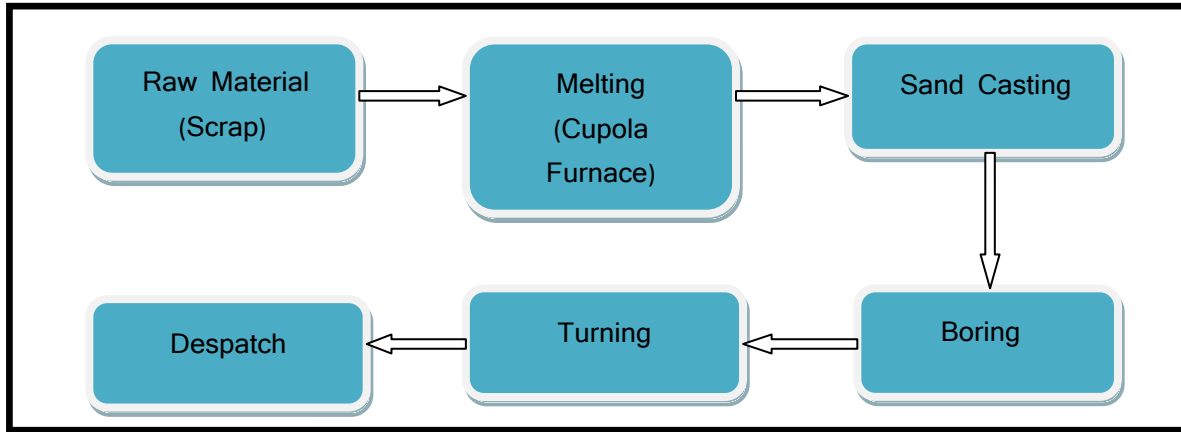 Raw Material
(Scrap)
Melting
(Cupola
Furnace)
Sand Casting
Boring
Turning
Despatch